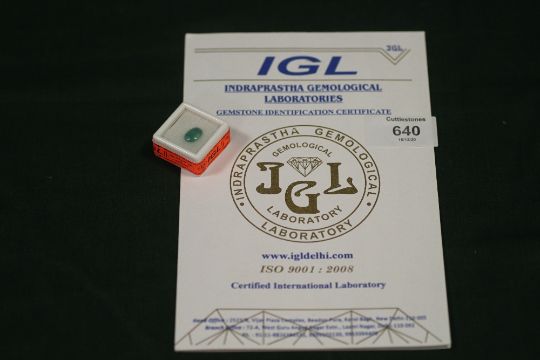 IGL
IGL
INDRAPRASTHA GEMOLOGICAL
LABORATORIES
GEMSTONE IDENTIFICATION CERTIFICATE
Cuttlestones
640
INDRAPRASTHA GEMOLOGICAL
GEMOLOGICAL
IGL
LABORATORY
LABORATORY
www.igldelhi.com
ISO 9001 : 2008
Certified International Laboratory